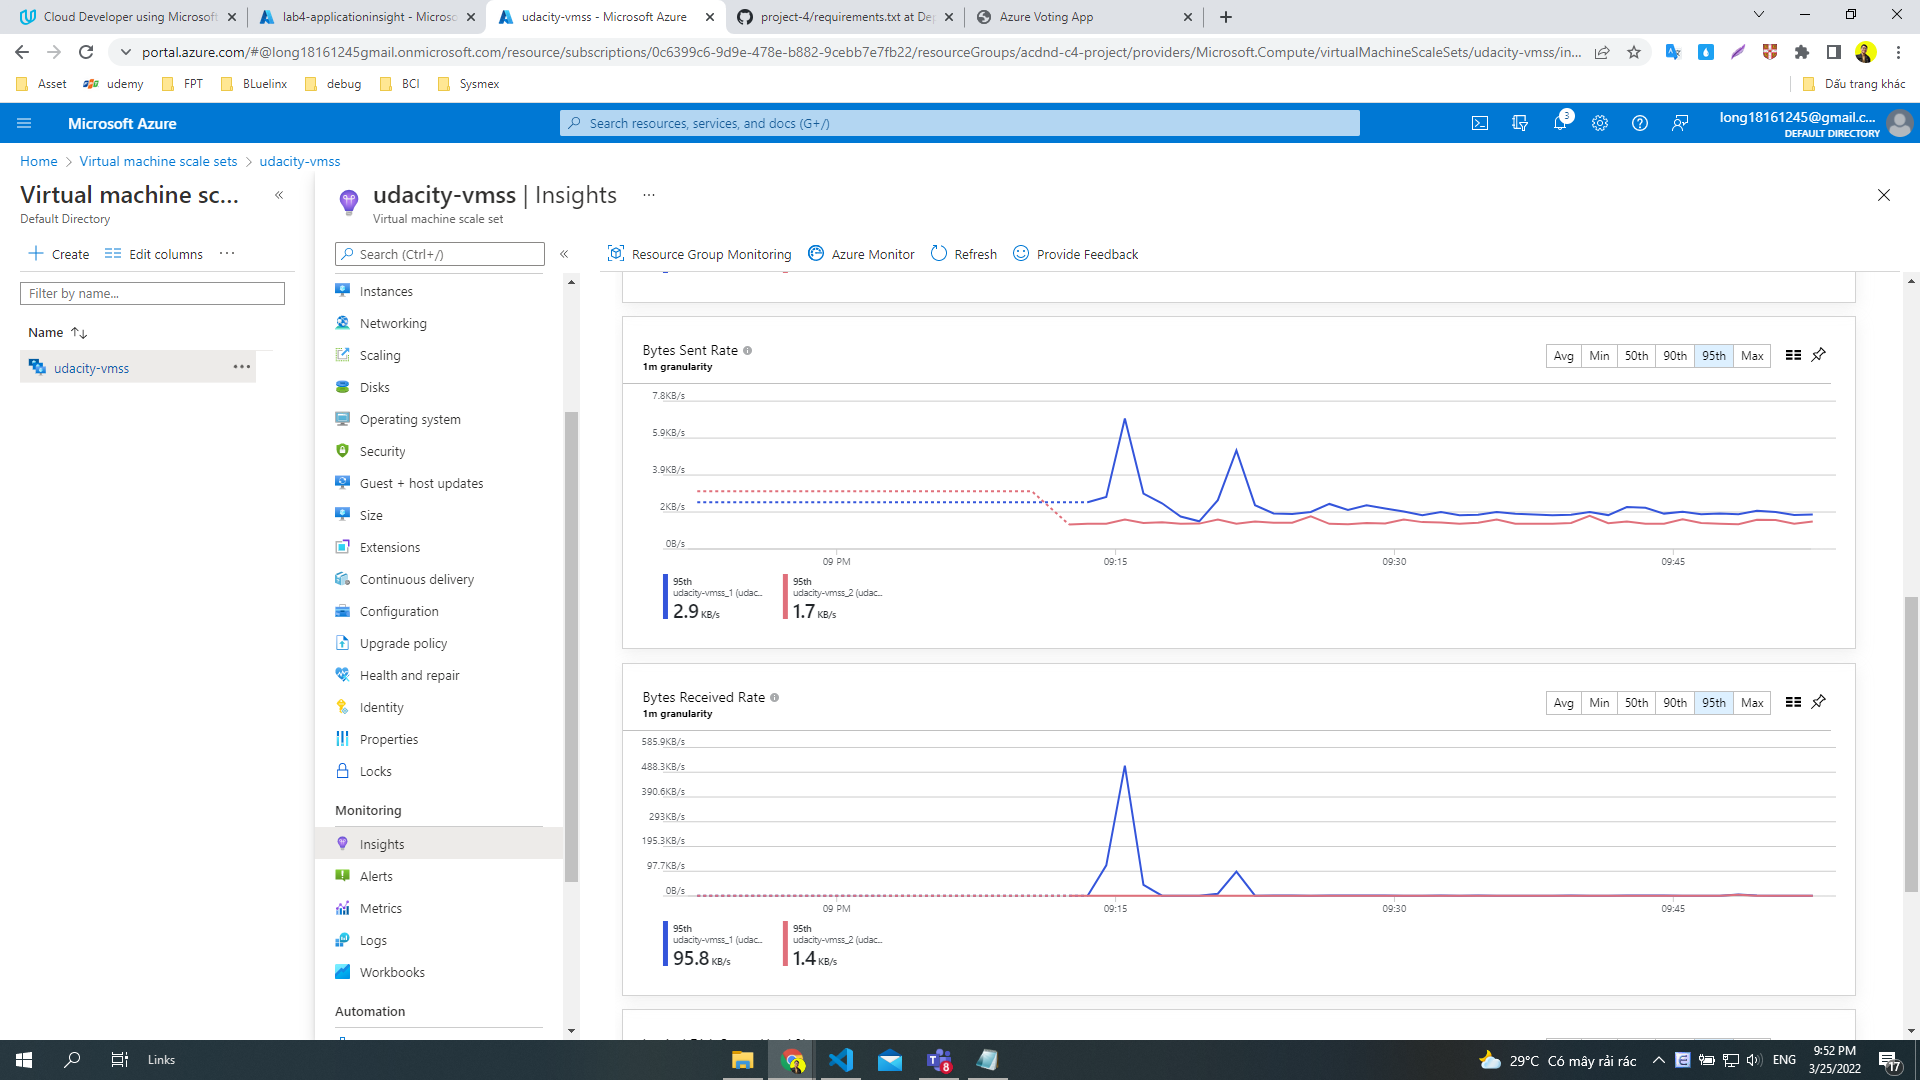 Cloud Developer using Microsoft
lab4-applicationinsight - Microso
udacity-vmss - Microsoft Azure
project-4/requirements.txt at De
Azure Voting App
portal.azure.com/#@long18161245gmail.onmicrosoft.com/resource/subscriptions/0c6399c6-9d9e-478e-b882-9cebb7e7fb22/resourceGroups/acdnd-c4-project/providers/Microsoft.Compute/virtualMachineScaleSets/udacity-vmss/in...
Asset
udemy
FPT
BLuelinx
debug
BCI
Sysmex
Dấu trang khác
Microsoft Azure
Search resources, services, and docs (G+/)
3
long18161245@gmail.c...
DEFAULT DIRECTORY
Home
Virtual machine scale sets
udacity-vmss
Virtual machine sc...
Default Directory
Create
Edit columns
Filter by name...
Name
udacity-vmss
udacity-vmss | Insights
Virtual machine scale set
Search (Ctrl+/)
Instances
Networking
Scaling
Disks
Operating system
Security
Guest + host updates
Size
Extensions
Continuous delivery
Configuration
Upgrade policy
Health and repair
Identity
Properties
Locks
Monitoring
Insights
Alerts
Metrics
Logs
Workbooks
Automation
Resource Group Monitoring
Azure Monitor
Refresh
Provide Feedback
Bytes Sent Rate
1m granularity
Avg Min 50th 90th 95th Max
7.8KB/s
5.9KB/s
3.9KB/s
2KB/s
0B/s
09 PM 09:15 09:30 09:45
95th
udacity-vmss_1 (udac...
2.9 KB/s
95th
udacity-vmss_2 (udac...
1.7 KB/s
Bytes Received Rate
1m granularity
Avg Min 50th 90th 95th Max
585.9KB/s
488.3KB/s
390.6KB/s
293KB/s
195.3KB/s
97.7KB/s
0B/s
09 PM 09:15 09:30 09:45
95th
udacity-vmss_1 (udac...
95.8 KB/s
95th
udacity-vmss_2 (udac...
1.4 KB/s
Links
8
29°C Có mây rải rác
ENG
9:52 PM
3/25/2022
17